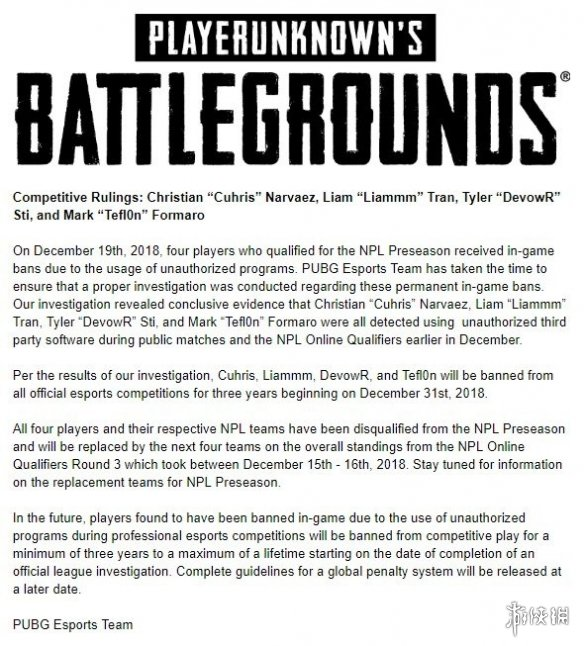 PLAYERUNKNOWN'S
BATTLEGROUNDS®
Competitive Rulings: Christian “Cuhris” Narvaez, Liam “Liammm” Tran, Tyler “DevowR”
Sti, and Mark “Tefl0n” Formaro
On December 19th, 2018, four players who qualified for the NPL Preseason received in-game
bans due to the usage of unauthorized programs. PUBG Esports Team has taken the time to
ensure that a proper investigation was conducted regarding these permanent in-game bans.
Our investigation revealed conclusive evidence that Christian “Cuhris” Narvaez, Liam “Liammm”
Tran, Tyler “DevowR” Sti, and Mark “Tefl0n” Formaro were all detected using  unauthorized third
party software during public matches and the NPL Online Qualifiers earlier in December.
Per the results of our investigation, Cuhris, Liammm, DevowR, and Tefl0n will be banned from
all official esports competitions for three years beginning on December 31st, 2018.
All four players and their respective NPL teams have been disqualified from the NPL Preseason
and will be replaced by the next four teams on the overall standings from the NPL Online
Qualifiers Round 3 which took between December 15th - 16th, 2018. Stay tuned for information
on the replacement teams for NPL Preseason.
In the future, players found to have been banned in-game due to the use of unauthorized
programs during professional esports competitions will be banned from competitive play for a
minimum of three years to a maximum of a lifetime starting on the date of completion of an
official league investigation. Complete guidelines for a global penalty system will be released at
a later date.
PUBG Esports Team
游侠网